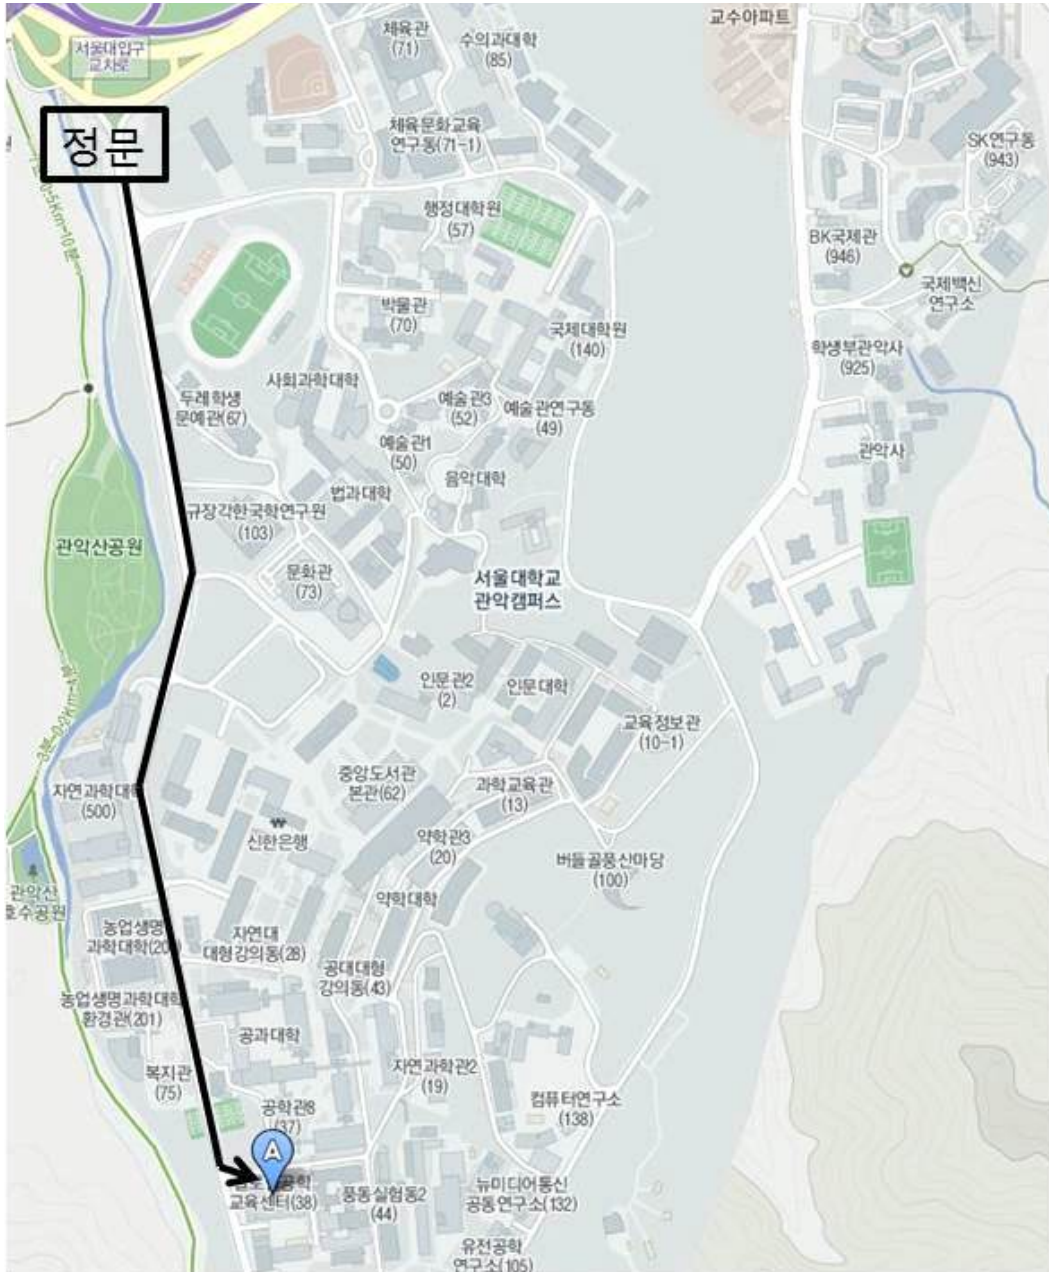 교수아파트
체육관
(71)
수의과대학
(85)
서울대입구
교차로
정문
체육문화교육
연구동(71-1)
SK연구동
(943)
행정대학원
(57)
BK국제관
(946)
국제백신
연구소
박물관
(70)
국제대학원
(140)
학생부관악사
(925)
사회과학대학
두레학생
문예관(67)
예술관3
(52)
예술관연구동
(49)
예술관1
(50)
관악사
음악대학
법과대학
규장각한국학연구원
(103)
관악산공원
문화관
(73)
서울대학교
관악캠퍼스
인문관2
(2)
인문대학
교육정보관
(10-1)
중앙도서관
본관(62)
과학교육관
(13)
자연과학대
(500)
신한은행
약학관3
(20)
버들골풍산마당
(100)
관악산
호수공원
약학대학
농업생명
과학대학(20
자연대
대형강의동(28)
공대대형
강의동(43)
농업생명과학대학
환경관(201)
공과대학
복지관
(75)
자연과학관2
(19)
컴퓨터연구소
(138)
공학관8
(37)
A
공학
교육센터(38)
풍동실험동2
(44)
뉴미디어통신
공동연구소(132)
유전공학
연구소(105)